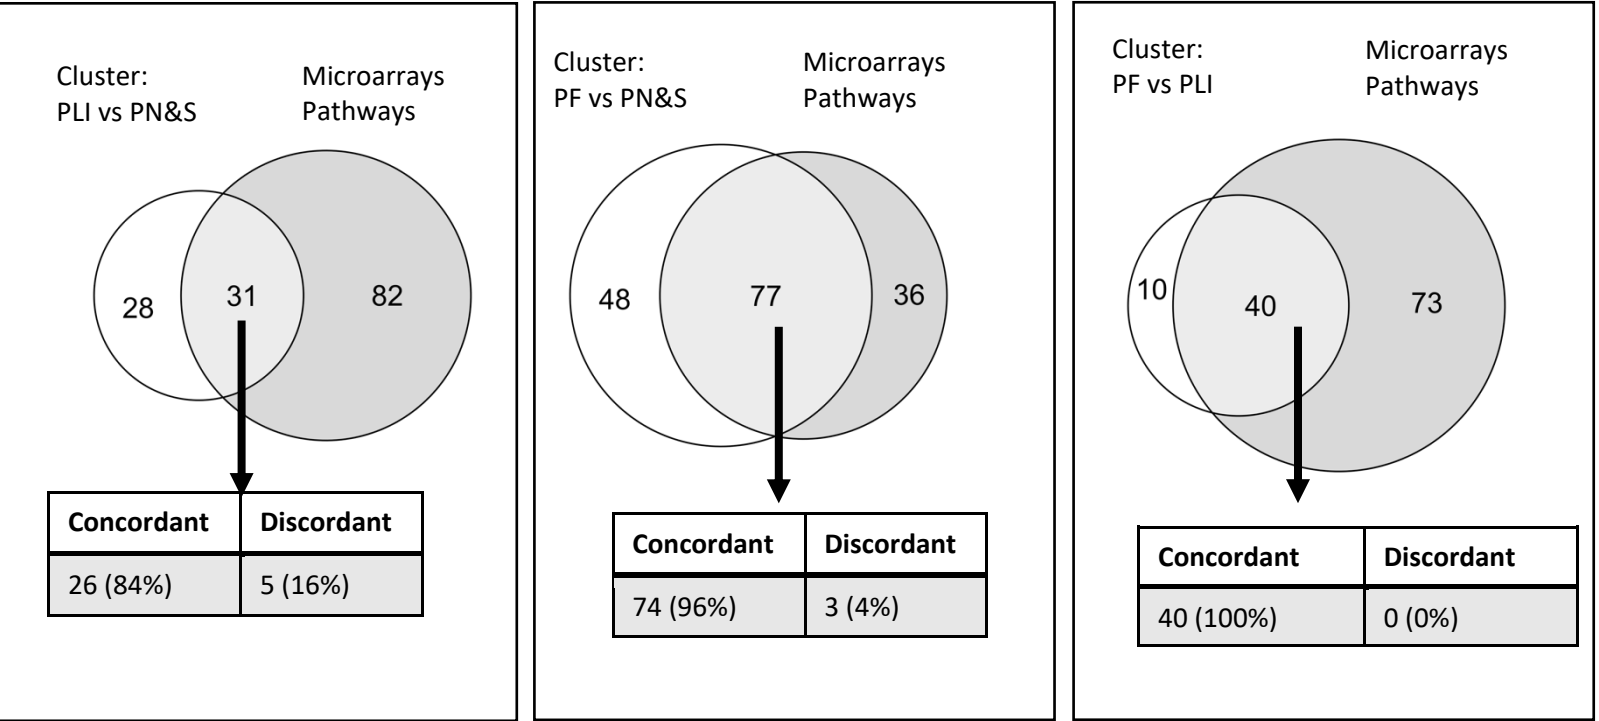 Cluster:
PLI vs PN&S
Microarrays
Pathways
28
31
82
Concordant Discordant
26 (84%) 5 (16%)
Cluster:
PF vs PN&S
Microarrays
Pathways
48
77
36
Concordant Discordant
74 (96%) 3 (4%)
Cluster:
PF vs PLI
Microarrays
Pathways
10
40
73
Concordant Discordant
40 (100%) 0 (0%)